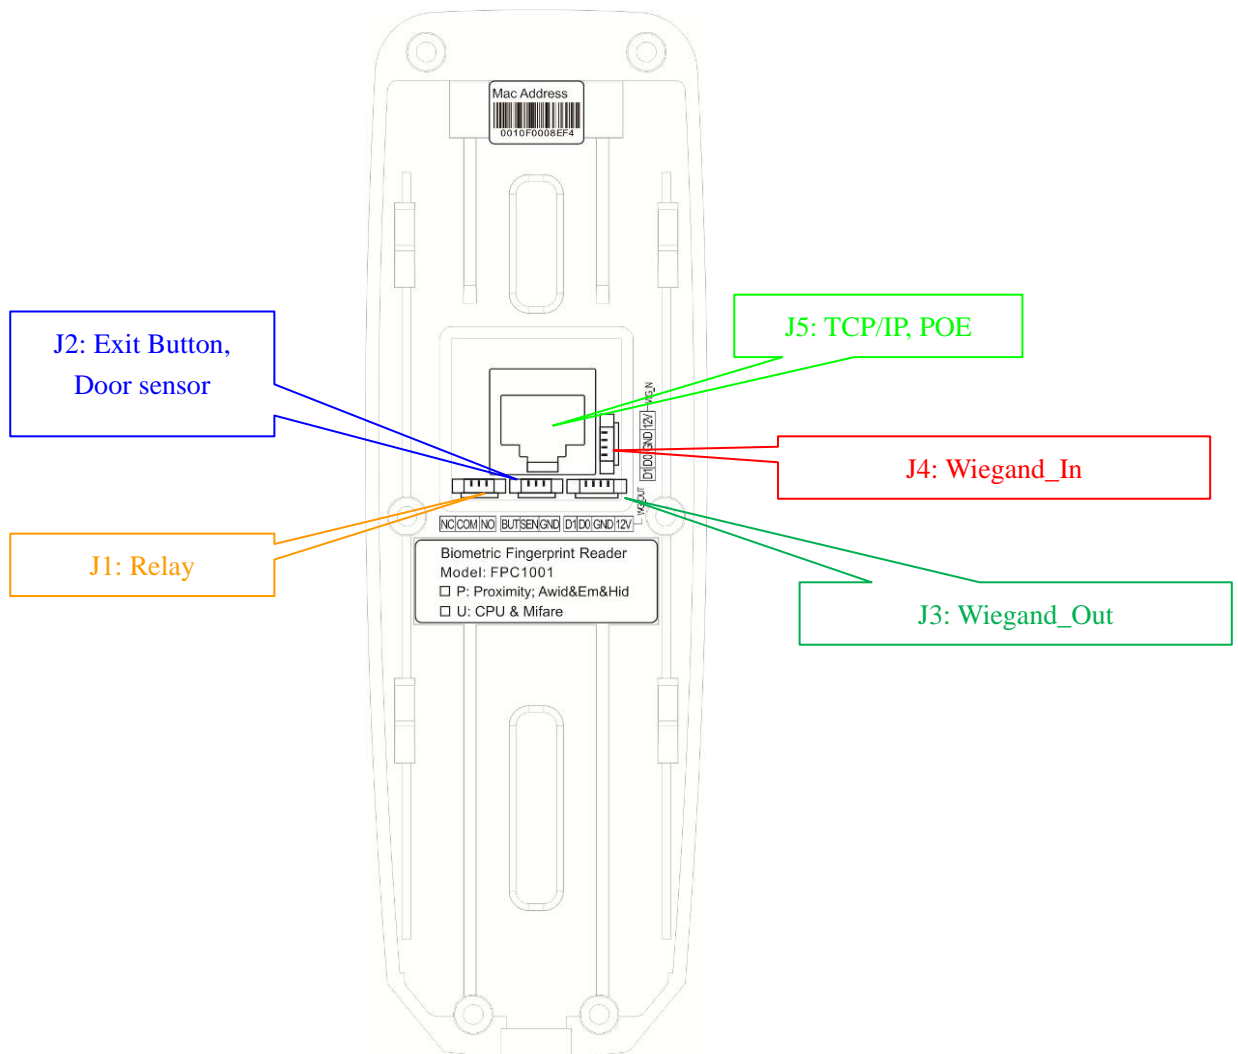 Mac Address
0010F0008EF4
J5: TCP/IP, POE
J2: Exit Button,
Door sensor
WG_IN
D1 D0 GND 12V
J4: Wiegand_In
WG_OUT
NC COM NO BUT SEN GND D1 D0 GND 12V
J1: Relay
Biometric Fingerprint Reader
Model: FPC1001
P: Proximity; Awid&Em&Hid
U: CPU & Mifare
J3: Wiegand_Out